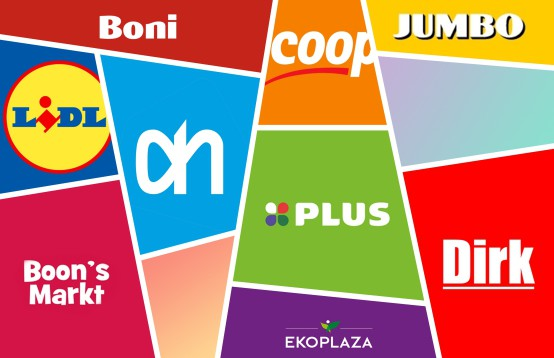 Boni
coop
JUMBO
LiDL
ah
PLUS
Boon's
Markt
Dirk
EKOPLAZA